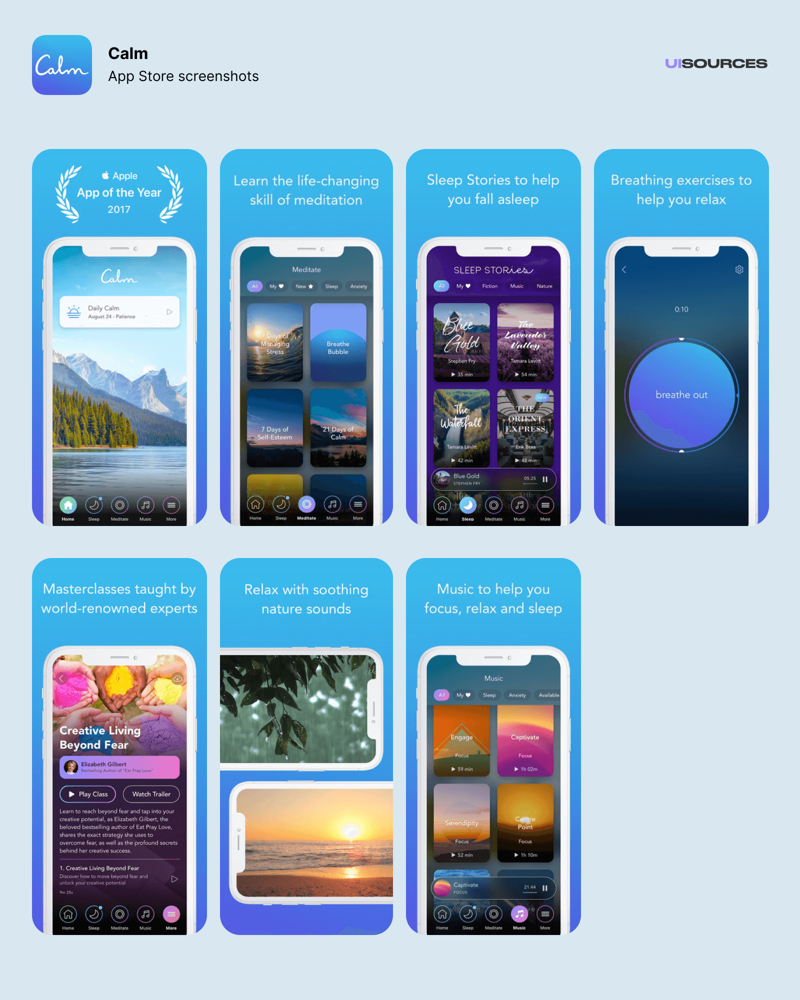 Calm
Calm
App Store screenshots
UISOURCES
Apple
App of the Year
2017
Calm
Daily Calm
August 24 - Patience
Home Sleep Meditate Music More
Learn the life-changing
skill of meditation
Meditate
All My New Sleep Anxiety
7 Days of
Managing
Stress
Breathe
Bubble
7 Days of
Self-Esteem
21 Days of
Calm
Home Sleep Meditate Music More
Sleep Stories to help
you fall asleep
SLEEP STORies
All My Fiction Music Nature
Blue
Gold
Stephen Fry
35 min
The
Lavender
Valley
Tamara Levitt
54 min
The
Waterfall
Tamara Levitt
42 min
NEW
THE
ORIENT
EXPRESS
Erik Braa
48 min
Blue Gold
STEPHEN FRY
05:25
THE
Home Sleep Meditate Music More
Breathing exercises to
help you relax
0:10
breathe out
Masterclasses taught by
world-renowned experts
Creative Living
Beyond Fear
Elizabeth Gilbert
Bestselling Author of "Eat Pray Love"
Play Class Watch Trailer
Learn to reach beyond fear and tap into your
creative potential, as Elizabeth Gilbert, the
beloved bestselling author of Eat Pray Love,
shares the exact strategy she uses to
overcome fear, as well as the profound secrets
behind her creative success.
1. Creative Living Beyond Fear
Discover how to move beyond fear and
unlock your creative potential
9m 25s
Home Sleep Meditate Music More
Relax with soothing
nature sounds
Music to help you
focus, relax and sleep
Music
All My Sleep Anxiety Available
Engage
Focus
59 min
Captivate
Focus
1h 02m
Serendipity
Focus
52 min
Centre
Point
Focus
1h 10m
Captivate
FOCUS
21:44
Home Sleep Meditate Music More